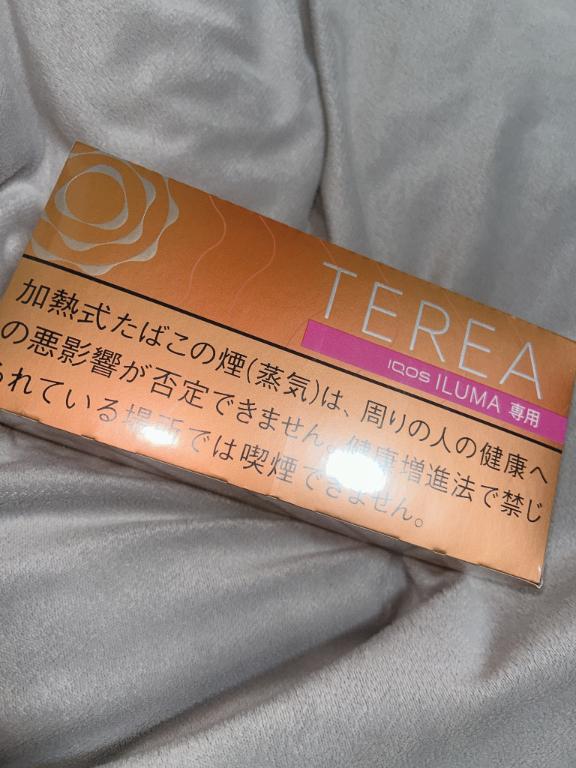 TEREA
IQOS ILUMA 専用
加熱式たばこの煙(蒸気)は、周りの人の健康へ
の悪影響が否定できません。健康増進法で禁じ
られている場所では喫煙できません。